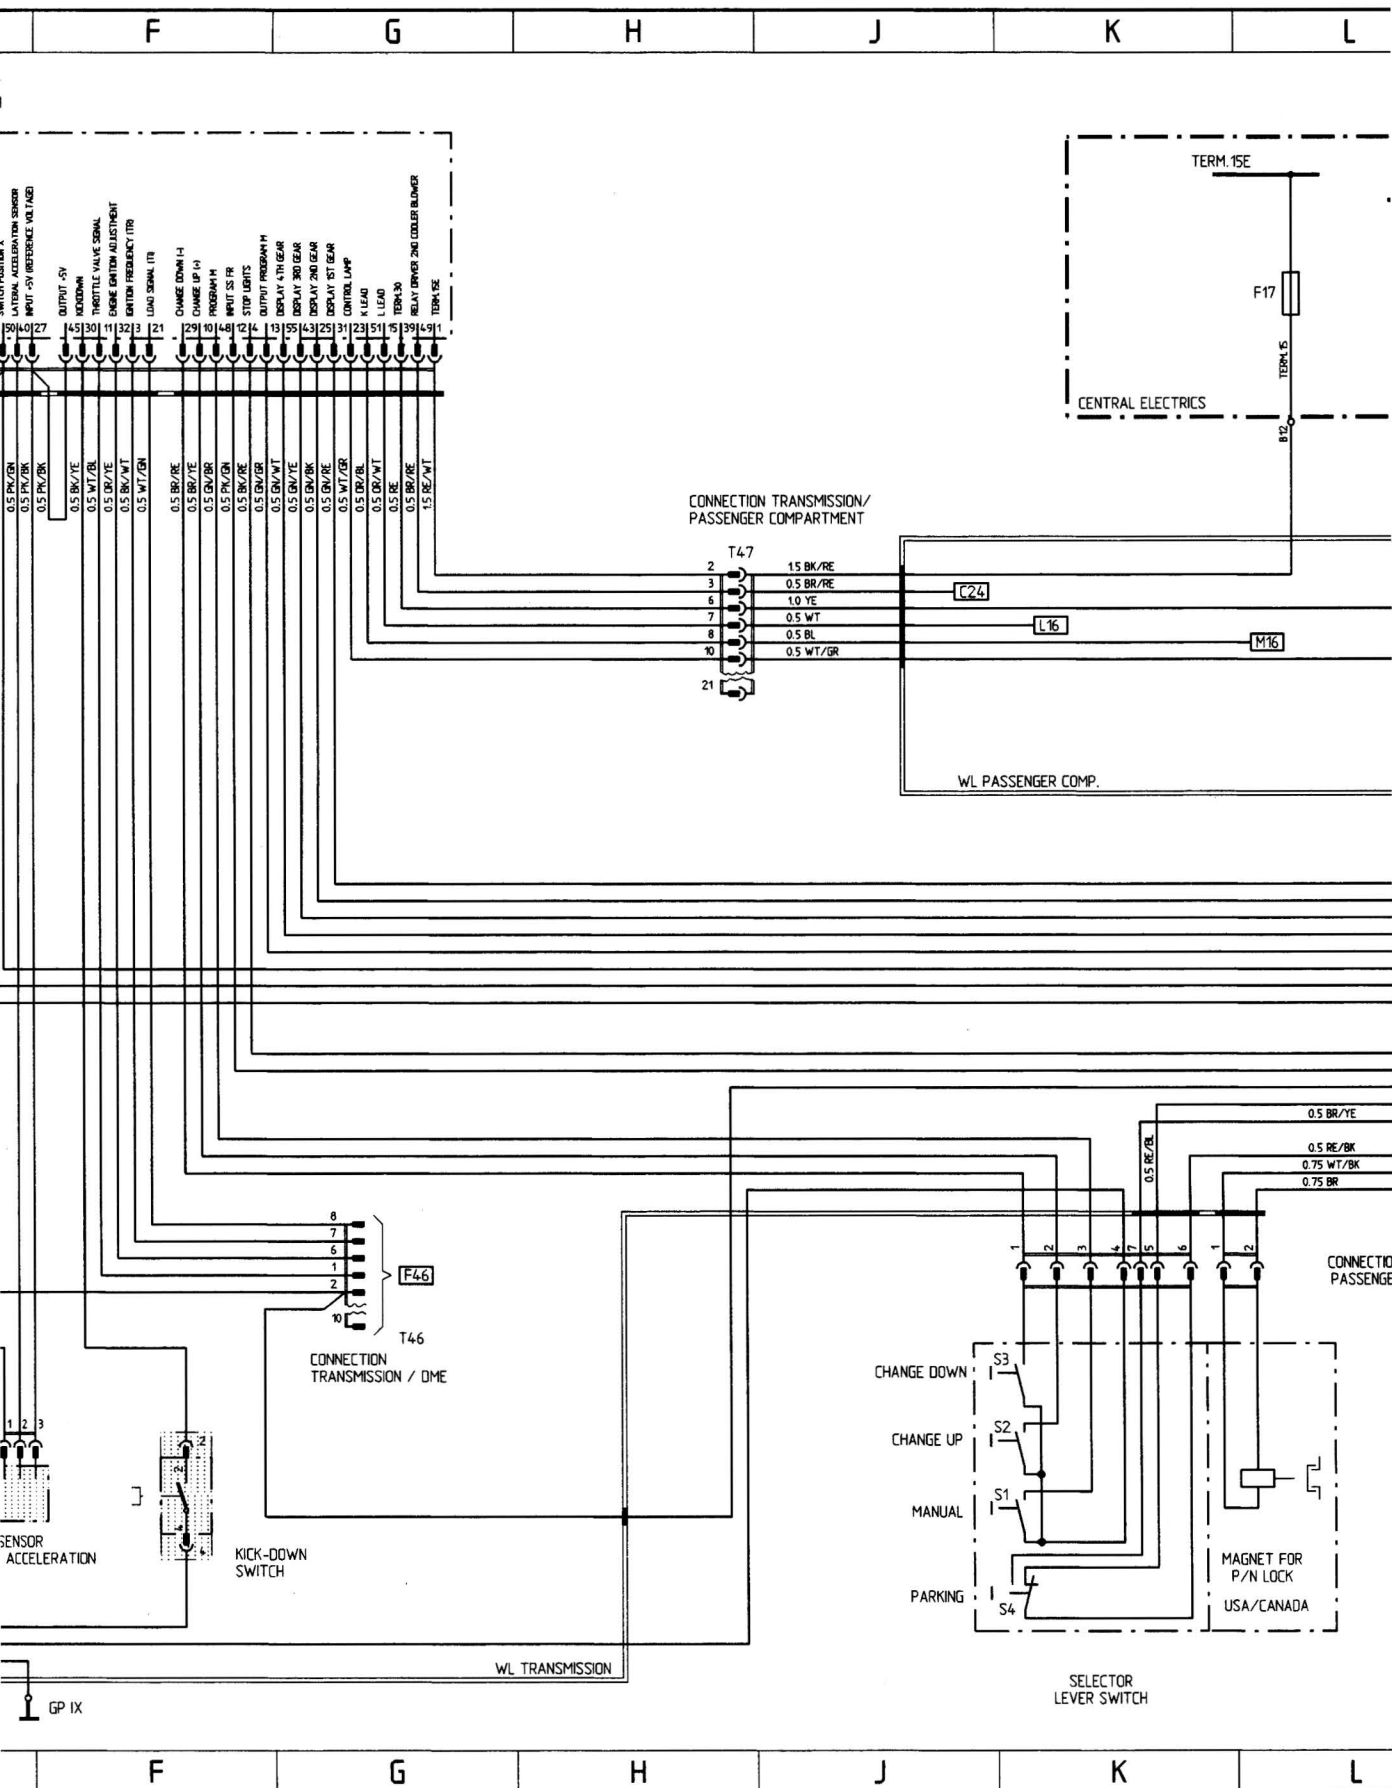 F G H J K L
SWITCH POSITION X
LATERAL ACCELERATION SENSOR
INPUT +5V (REFERENCE VOLTAGE)
OUTPUT +5V
KICKDOWN
THROTTLE VALVE SIGNAL
ENGINE IGNITION ADJUSTMENT
IGNITION FREQUENCY (TR)
LOAD SIGNAL (TI)
CHANGE DOWN (-)
CHANGE UP (+)
PROGRAM M
INPUT SS FR
STOP LIGHTS
OUTPUT PROGRAM M
DISPLAY 4TH GEAR
DISPLAY 3RD GEAR
DISPLAY 2ND GEAR
DISPLAY 1ST GEAR
CONTROL LAMP
K LEAD
L LEAD
TERM.30
RELAY DRIVER 2ND COOLER BLOWER
TERM.15E
50 40 27 45 30 11 32 3 21 29 10 48 12 4 13 55 43 25 31 23 51 15 39 49 1
0.5 PK/GN
0.5 PK/BK
0.5 PK/BK
0.5 BK/YE
0.5 WT/BL
0.5 OR/YE
0.5 BK/WT
0.5 WT/GN
0.5 BR/RE
0.5 BR/YE
0.5 GN/BR
0.5 PK/GN
0.5 BK/RE
0.5 GN/GR
0.5 GN/WT
0.5 GN/YE
0.5 GN/BK
0.5 GN/RE
0.5 WT/GR
0.5 OR/BL
0.5 OR/WT
0.5 RE
0.5 BR/RE
1.5 RE/WT
TERM.15E
F17
TERM.15
CENTRAL ELECTRICS
B12
CONNECTION TRANSMISSION/
PASSENGER COMPARTMENT
T47
2 1.5 BK/RE
3 0.5 BR/RE C24
6 1.0 YE
7 0.5 WT L16
8 0.5 BL M16
10 0.5 WT/GR
21
WL PASSENGER COMP.
0.5 BR/YE
0.5 RE/BL
0.5 RE/BK
0.75 WT/BK
0.75 BR
8
7
6
1
2
10
F46
T46
CONNECTION
TRANSMISSION / DME
1 2 3 4 7 5 6 1 2
CONNECTIO
PASSENGE
CHANGE DOWN S3
CHANGE UP S2
MANUAL S1
PARKING S4
MAGNET FOR
P/N LOCK
USA/CANADA
SELECTOR
LEVER SWITCH
1 2 3
SENSOR
ACCELERATION
2
2
4
4
KICK-DOWN
SWITCH
WL TRANSMISSION
GP IX
F G H J K L